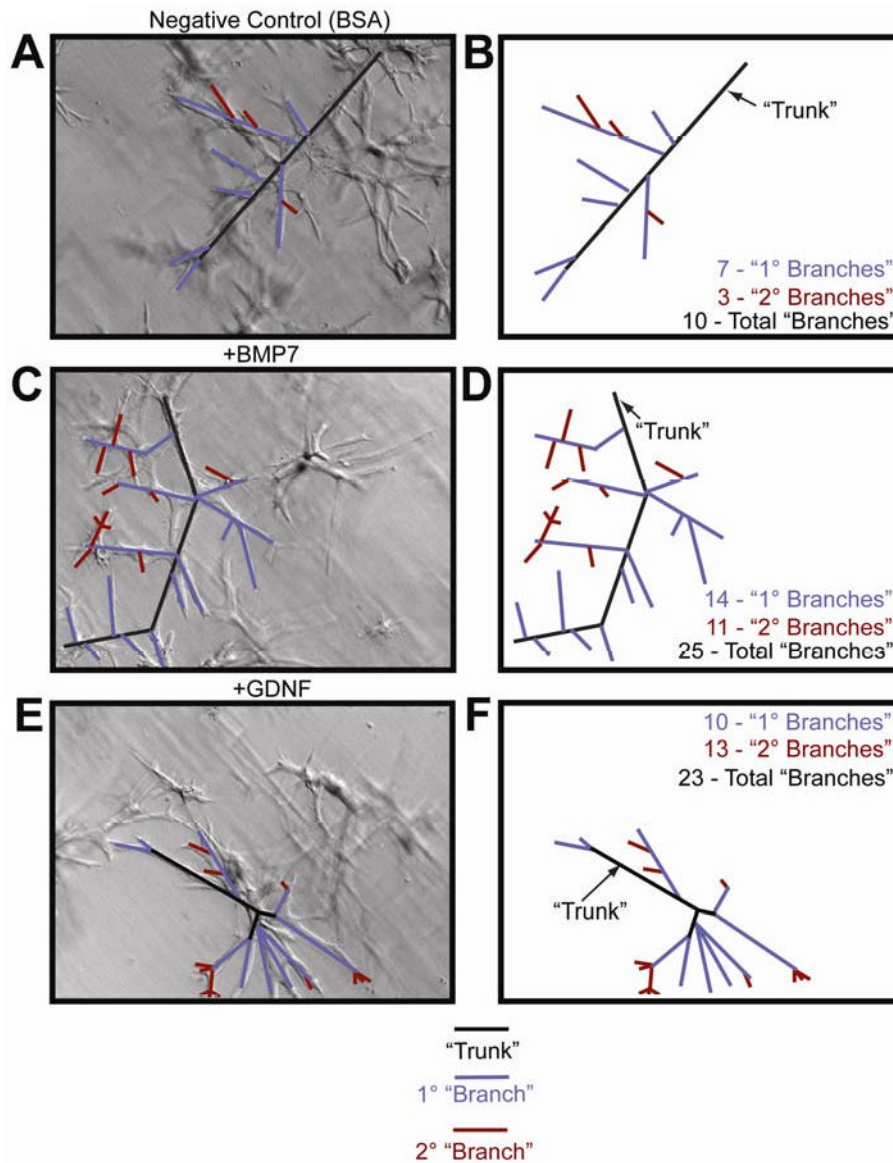 Negative Control (BSA)
A
B
"Trunk"
7 - "1° Branches"
3 - "2° Branches"
10 - Total "Branches"
+BMP7
C
D
"Trunk"
14 - "1° Branches"
11 - "2° Branches"
25 - Total "Branches"
+GDNF
E
F
10 - "1° Branches"
13 - "2° Branches"
23 - Total "Branches"
"Trunk"
"Trunk"
1° "Branch"
2° "Branch"